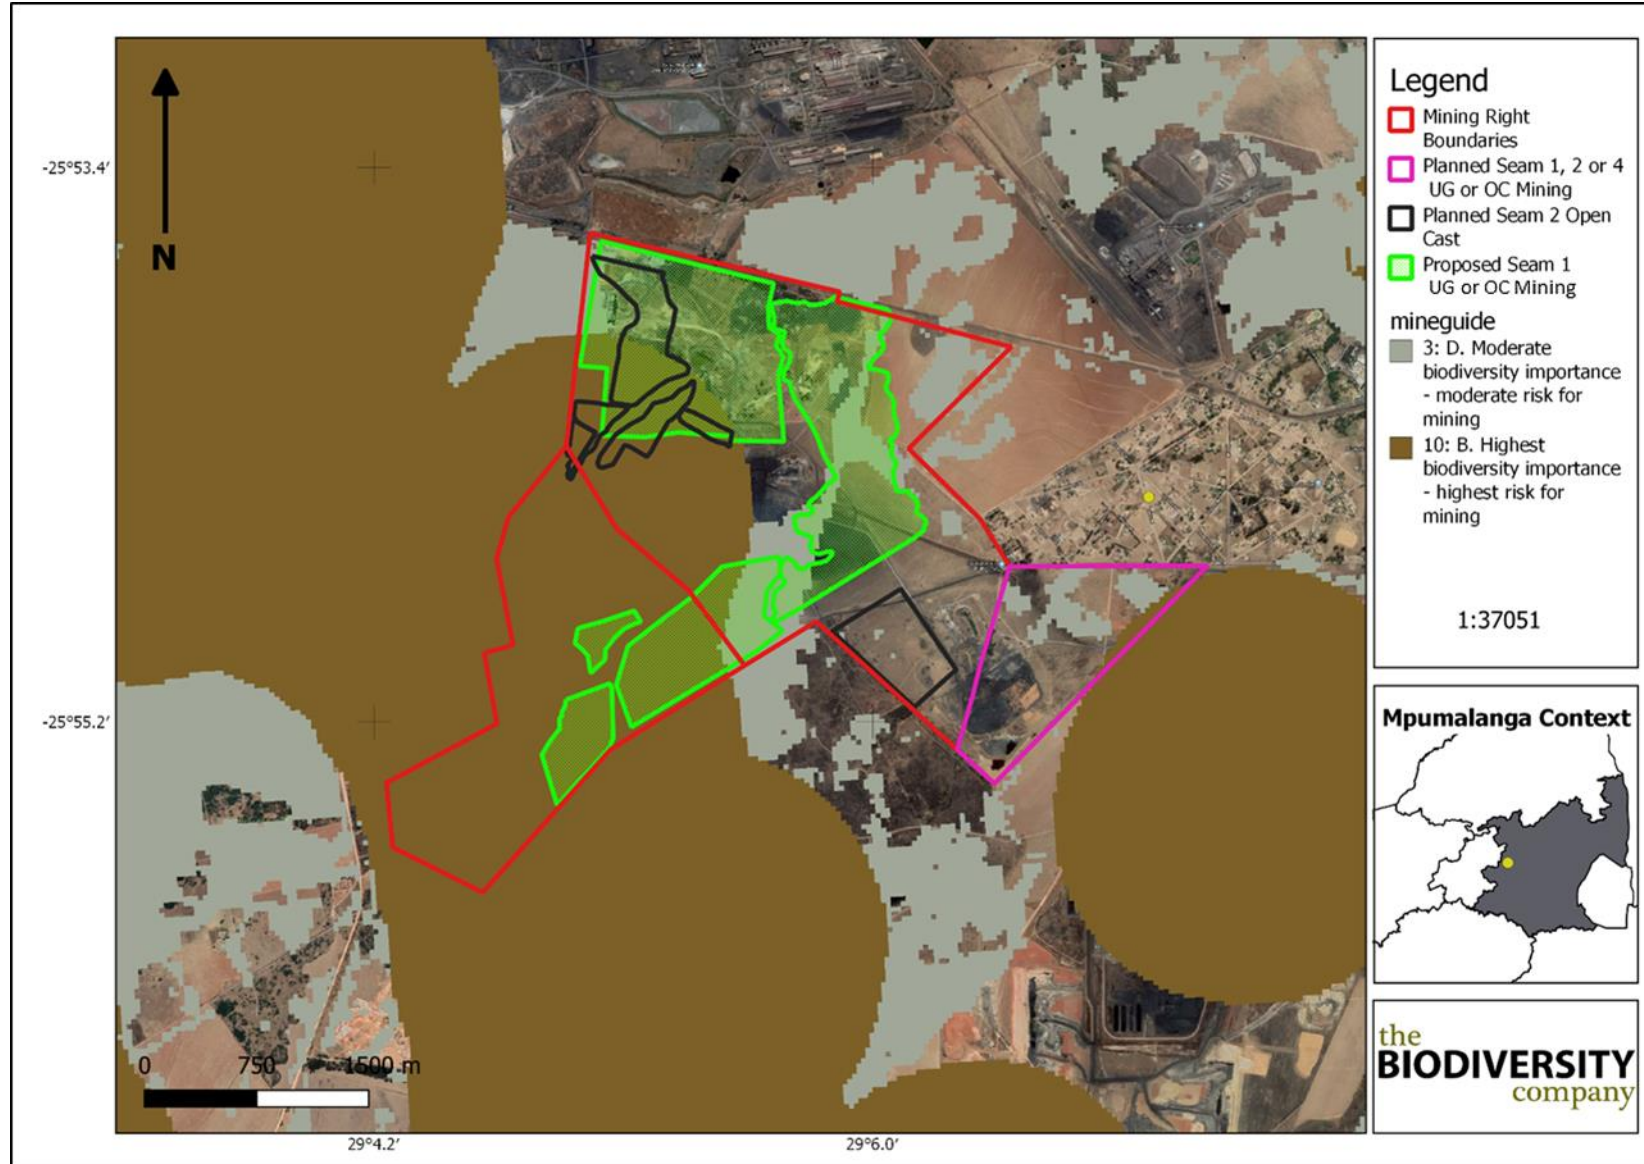 -25°53.4′
-25°55.2′
N
0 750 1500 m
29°4.2′ 29°6.0′
Legend
Mining Right
Boundaries
Planned Seam 1, 2 or 4
UG or OC Mining
Planned Seam 2 Open
Cast
Proposed Seam 1
UG or OC Mining
mineguide
3: D. Moderate
biodiversity importance
- moderate risk for
mining
10: B. Highest
biodiversity importance
- highest risk for
mining
1:37051
Mpumalanga Context
the
BIODIVERSITY
company